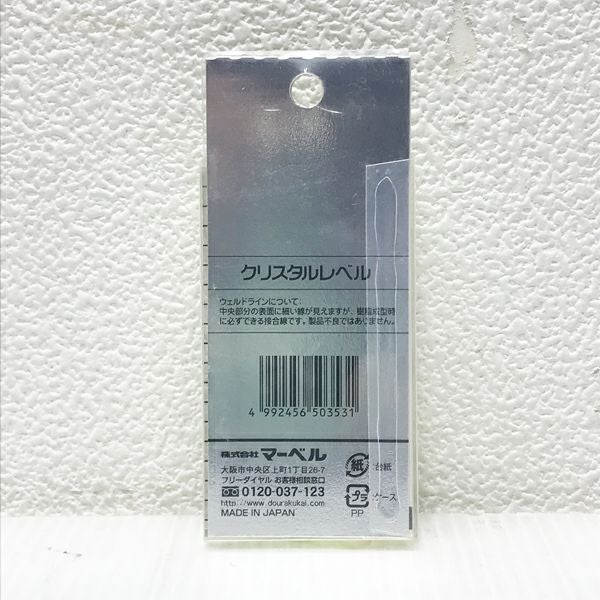 クリスタルレベル
ウェルドラインについて:
中央部分の表面に細い線が見えますが、樹脂成型時
に必ずできる接合線です。製品不良ではありません。
4 992456 503531
株式会社 マーベル
大阪市中央区上町1丁目26-7
フリーダイヤル お客様相談窓口
0120-037-123
http://www.dourakukai.com/
MADE IN JAPAN
紙 台紙
プラ ケース
PP